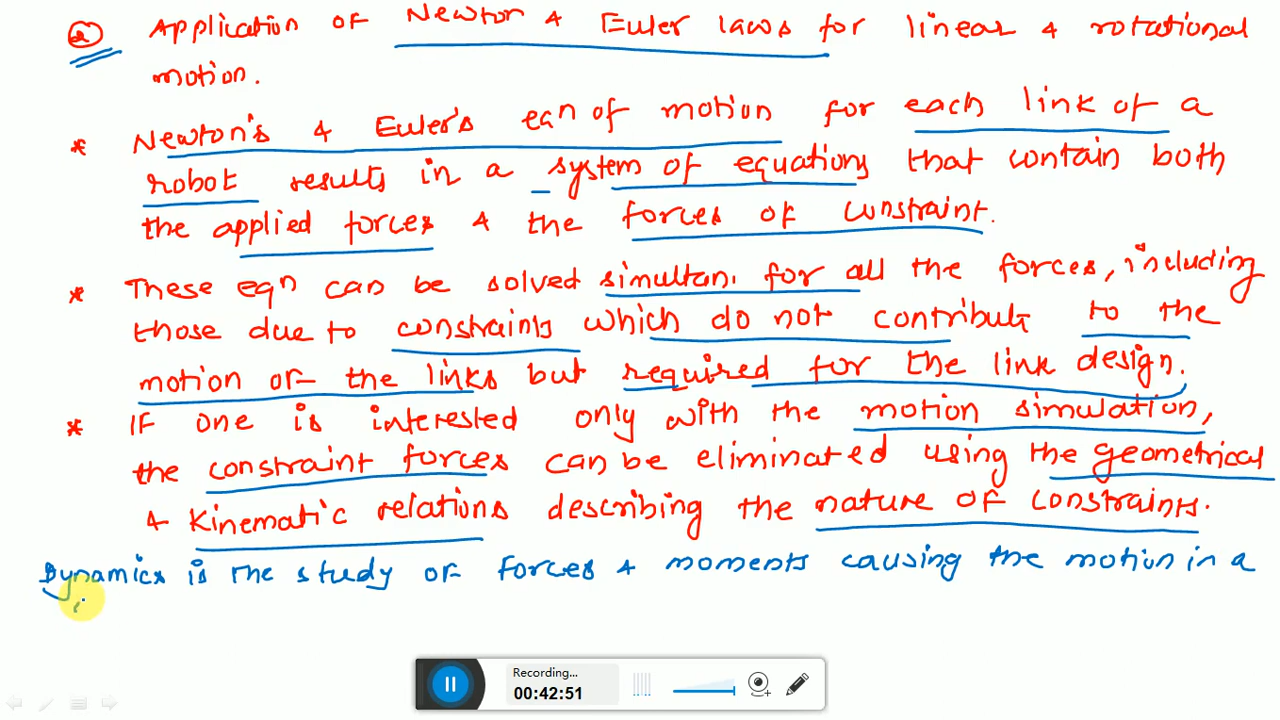 ② Application of Newton & Euler laws for linear & rotational
motion.
* Newton's & Euler's eqn of motion for each link of a
robot results in a system of equations that contain both
the applied forces & the forces of constraint.
* These eqn can be solved simultan. for all the forces, including
those due to constraints which do not contribute to the
motion of the links but required for the link design.
* If one is interested only with the motion simulation,
the constraint forces can be eliminated using the geometrical
& Kinematic relations describing the nature of constraints.
Dynamics is the study of forces & moments causing the motion in a
Recording...
00:42:51